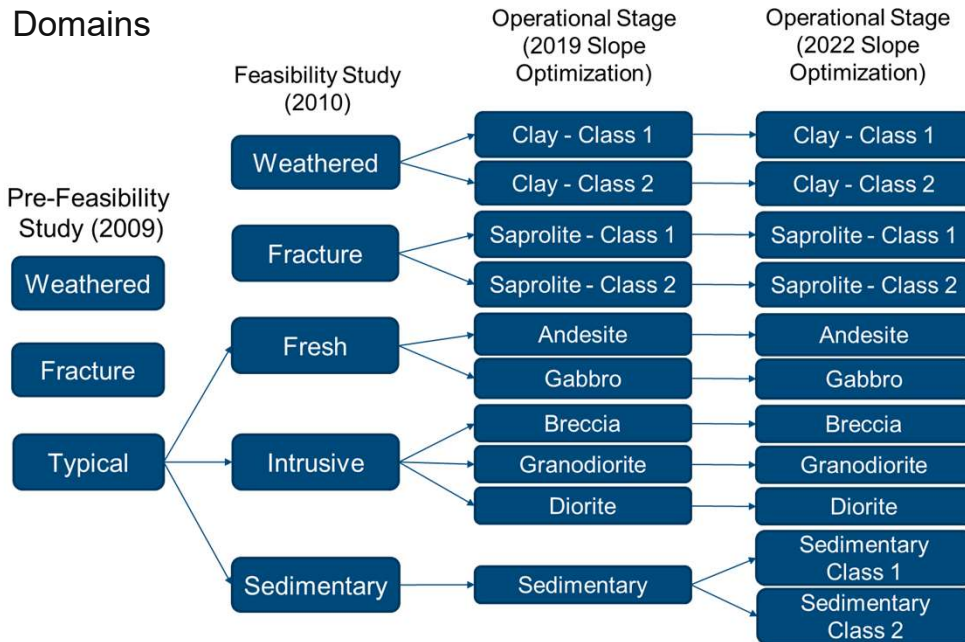 Domains
Pre-Feasibility
Study (2009)
Weathered
Fracture
Typical
Feasibility Study
(2010)
Weathered
Fracture
Fresh
Intrusive
Sedimentary
Operational Stage
(2019 Slope
Optimization)
Clay - Class 1
Clay - Class 2
Saprolite - Class 1
Saprolite - Class 2
Andesite
Gabbro
Breccia
Granodiorite
Diorite
Sedimentary
Operational Stage
(2022 Slope
Optimization)
Clay - Class 1
Clay - Class 2
Saprolite - Class 1
Saprolite - Class 2
Andesite
Gabbro
Breccia
Granodiorite
Diorite
Sedimentary
Class 1
Sedimentary
Class 2